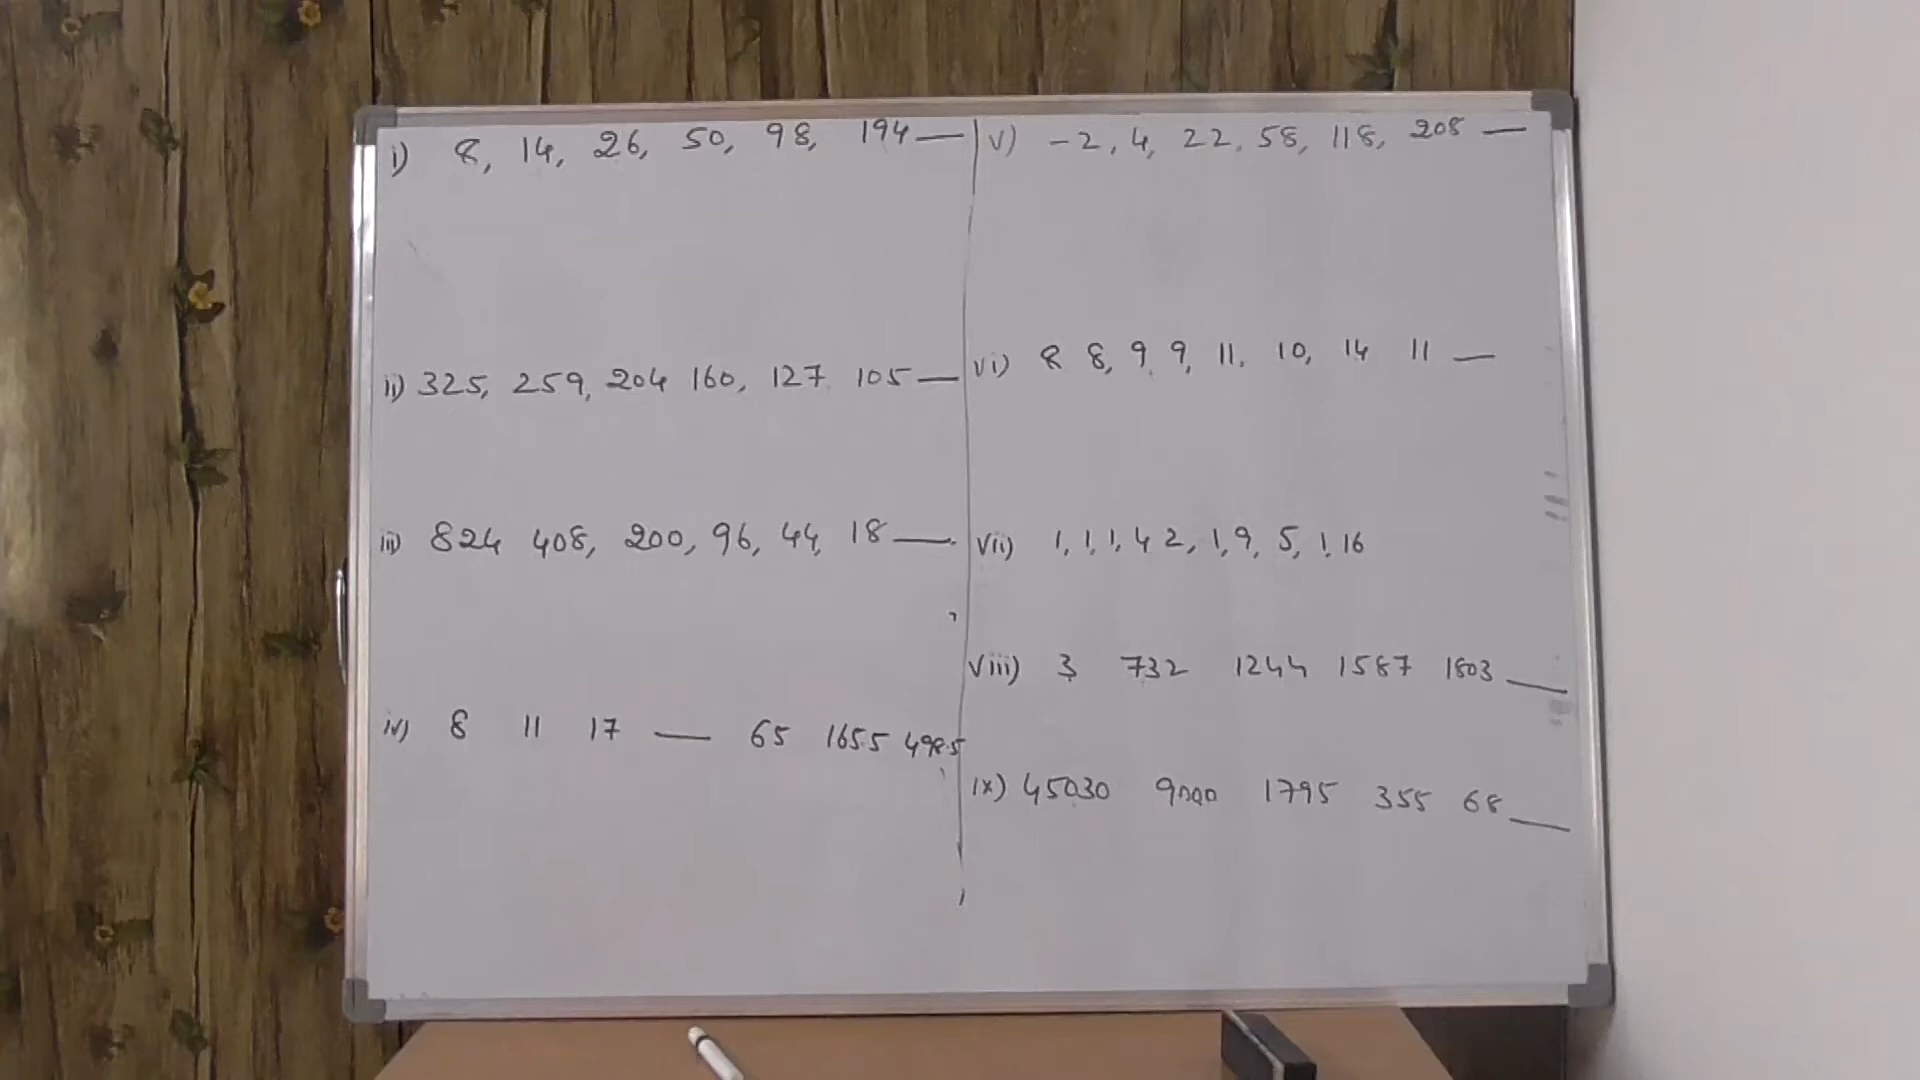 i) 8, 14, 26, 50, 98, 194 —
ii) 325, 259, 204 160, 127 105 —
iii) 824 408, 200, 96, 44, 18 —
iv) 8 11 17 — 65 165.5 498.5
v) -2, 4, 22, 58, 118, 208 —
vi) 8 8, 9 9, 11, 10, 14 11 —
vii) 1, 1, 1, 4 2, 1, 9, 5, 1, 16
viii) 3 732 1244 1587 1803 —
ix) 45030 9000 1795 355 68 —